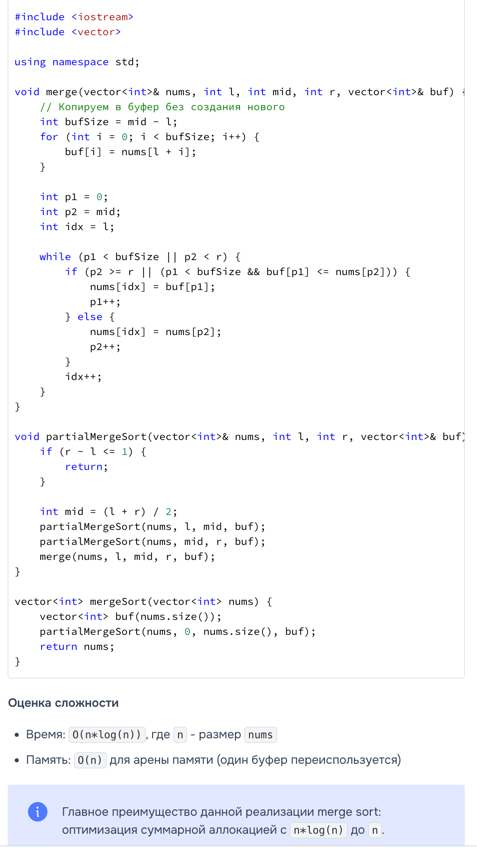 #include <iostream>
#include <vector>
using namespace std;
void merge(vector<int>& nums, int l, int mid, int r, vector<int>& buf) {
    // Копируем в буфер без создания нового
    int bufSize = mid - l;
    for (int i = 0; i < bufSize; i++) {
        buf[i] = nums[l + i];
    }
    int p1 = 0;
    int p2 = mid;
    int idx = l;
    while (p1 < bufSize || p2 < r) {
        if (p2 >= r || (p1 < bufSize && buf[p1] <= nums[p2])) {
            nums[idx] = buf[p1];
            p1++;
        } else {
            nums[idx] = nums[p2];
            p2++;
        }
        idx++;
    }
}
void partialMergeSort(vector<int>& nums, int l, int r, vector<int>& buf)
    if (r - l <= 1) {
        return;
    }
    int mid = (l + r) / 2;
    partialMergeSort(nums, l, mid, buf);
    partialMergeSort(nums, mid, r, buf);
    merge(nums, l, mid, r, buf);
}
vector<int> mergeSort(vector<int> nums) {
    vector<int> buf(nums.size());
    partialMergeSort(nums, 0, nums.size(), buf);
    return nums;
}
Оценка сложности
• Время: O(n*log(n)), где n - размер nums
• Память: O(n) для арены памяти (один буфер переиспользуется)
Главное преимущество данной реализации merge sort:
оптимизация суммарной аллокацией с n*log(n) до n.